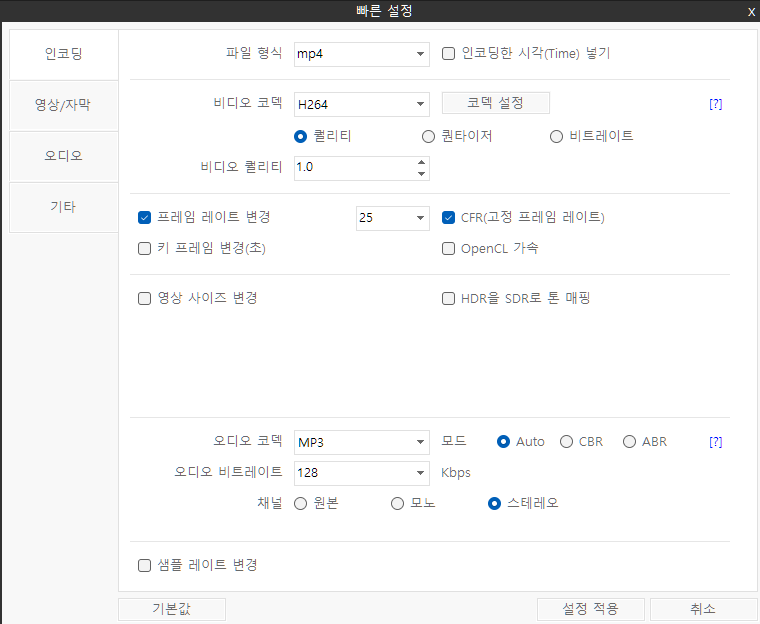 빠른 설정 X
인코딩
영상/자막
오디오
기타
파일 형식 mp4 인코딩한 시각(Time) 넣기
비디오 코덱 H264 코덱 설정 [?]
퀄리티 퀀타이저 비트레이트
비디오 퀄리티 1.0
프레임 레이트 변경 25 CFR(고정 프레임 레이트)
키 프레임 변경(초) OpenCL 가속
영상 사이즈 변경 HDR을 SDR로 톤 매핑
오디오 코덱 MP3 모드 Auto CBR ABR [?]
오디오 비트레이트 128 Kbps
채널 원본 모노 스테레오
샘플 레이트 변경
기본값 설정 적용 취소